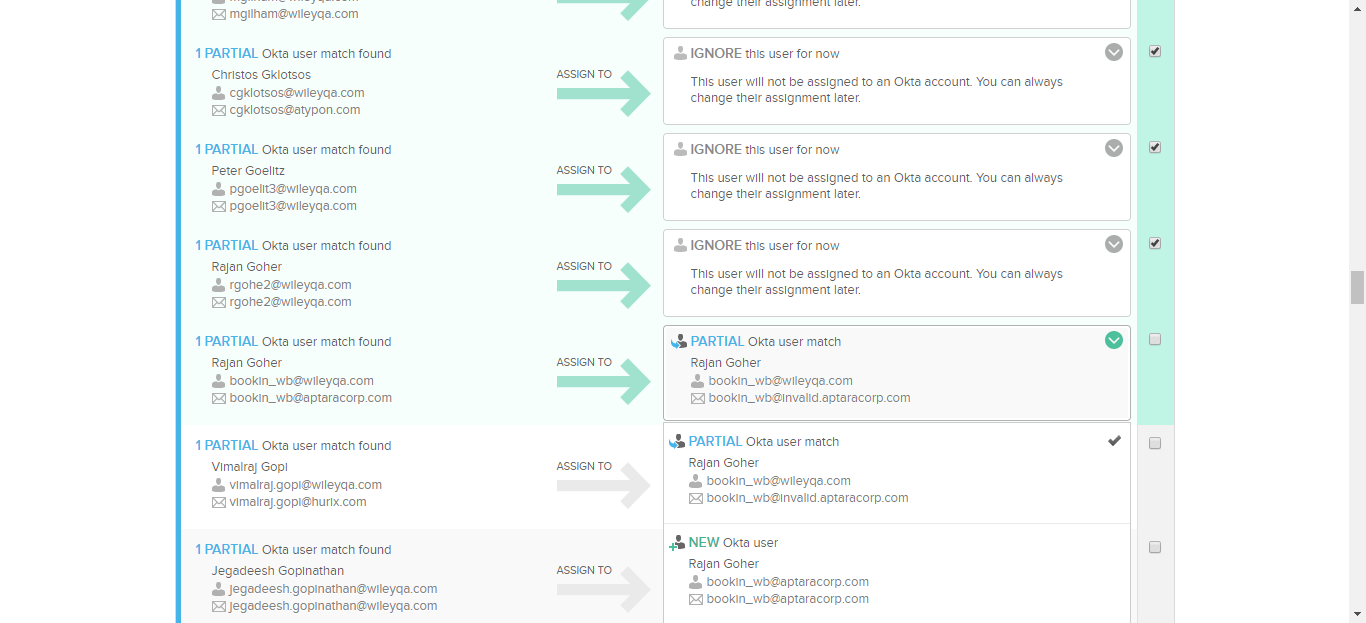 mgilham@wileyqa.com
change their assignment later.
1 PARTIAL Okta user match found
Christos Gklotsos
cgklotsos@wileyqa.com
cgklotsos@atypon.com
ASSIGN TO
IGNORE this user for now
This user will not be assigned to an Okta account. You can always
change their assignment later.
1 PARTIAL Okta user match found
Peter Goelitz
pgoelit3@wileyqa.com
pgoelit3@wileyqa.com
ASSIGN TO
IGNORE this user for now
This user will not be assigned to an Okta account. You can always
change their assignment later.
1 PARTIAL Okta user match found
Rajan Goher
rgohe2@wileyqa.com
rgohe2@wileyqa.com
ASSIGN TO
IGNORE this user for now
This user will not be assigned to an Okta account. You can always
change their assignment later.
1 PARTIAL Okta user match found
Rajan Goher
bookin_wb@wileyqa.com
bookin_wb@aptaracorp.com
ASSIGN TO
PARTIAL Okta user match
Rajan Goher
bookin_wb@wileyqa.com
bookin_wb@invalid.aptaracorp.com
1 PARTIAL Okta user match found
Vimalraj Gopi
vimalraj.gopi@wileyqa.com
vimalraj.gopi@hurix.com
ASSIGN TO
PARTIAL Okta user match
Rajan Goher
bookin_wb@wileyqa.com
bookin_wb@invalid.aptaracorp.com
1 PARTIAL Okta user match found
Jegadeesh Gopinathan
jegadeesh.gopinathan@wileyqa.com
jegadeesh.gopinathan@wileyqa.com
ASSIGN TO
NEW Okta user
Rajan Goher
bookin_wb@aptaracorp.com
bookin_wb@aptaracorp.com